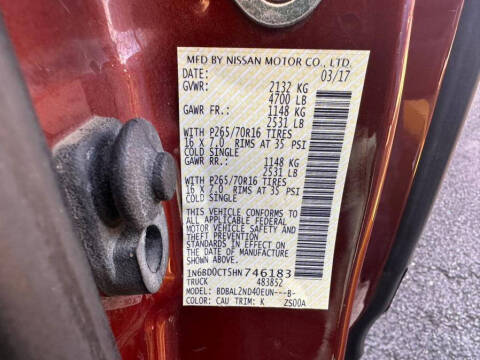 MFD BY NISSAN MOTOR CO., LTD.
DATE: 03/17
GVWR: 2132 KG
4700 LB
GAWR FR.: 1148 KG
2531 LB
WITH P265/70R16 TIRES
16 X 7.0 RIMS AT 35 PSI
COLD SINGLE
GAWR RR.: 1148 KG
2531 LB
WITH P265/70R16 TIRES
16 X 7.0 RIMS AT 35 PSI
COLD SINGLE
THIS VEHICLE CONFORMS TO
ALL APPLICABLE FEDERAL
MOTOR VEHICLE SAFETY AND
THEFT PREVENTION
STANDARDS IN EFFECT ON
THE DATE OF MANUFACTURE
SHOWN ABOVE.
1N6BD0CT5HN746183
TRUCK 483852
MODEL: BDBAL2ND40EUN---B-
COLOR: CAU TRIM: K ZS00A